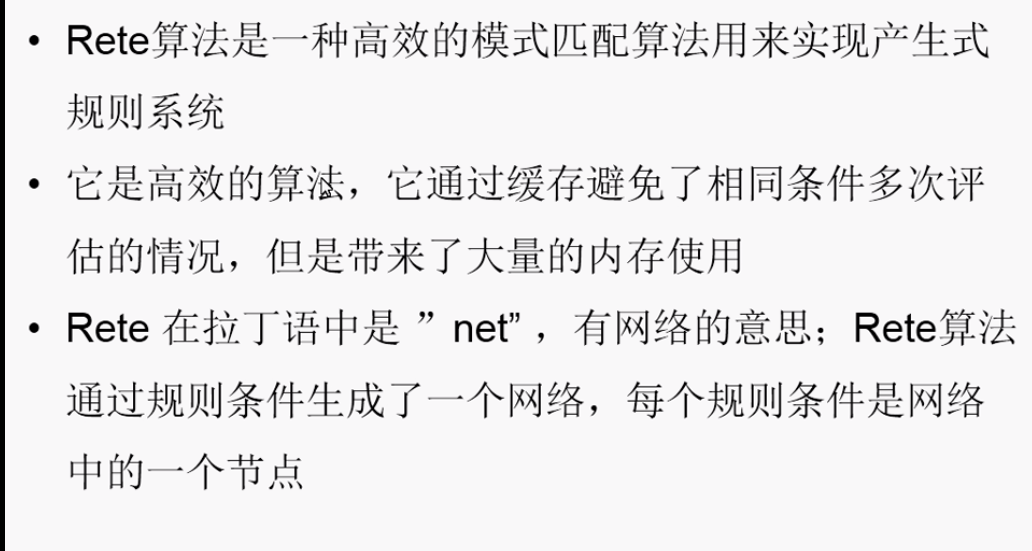 • Rete算法是一种高效的模式匹配算法用来实现产生式
规则系统
• 它是高效的算法，它通过缓存避免了相同条件多次评
估的情况，但是带来了大量的内存使用
• Rete 在拉丁语中是 ” net” ，有网络的意思；Rete算法
通过规则条件生成了一个网络，每个规则条件是网络
中的一个节点